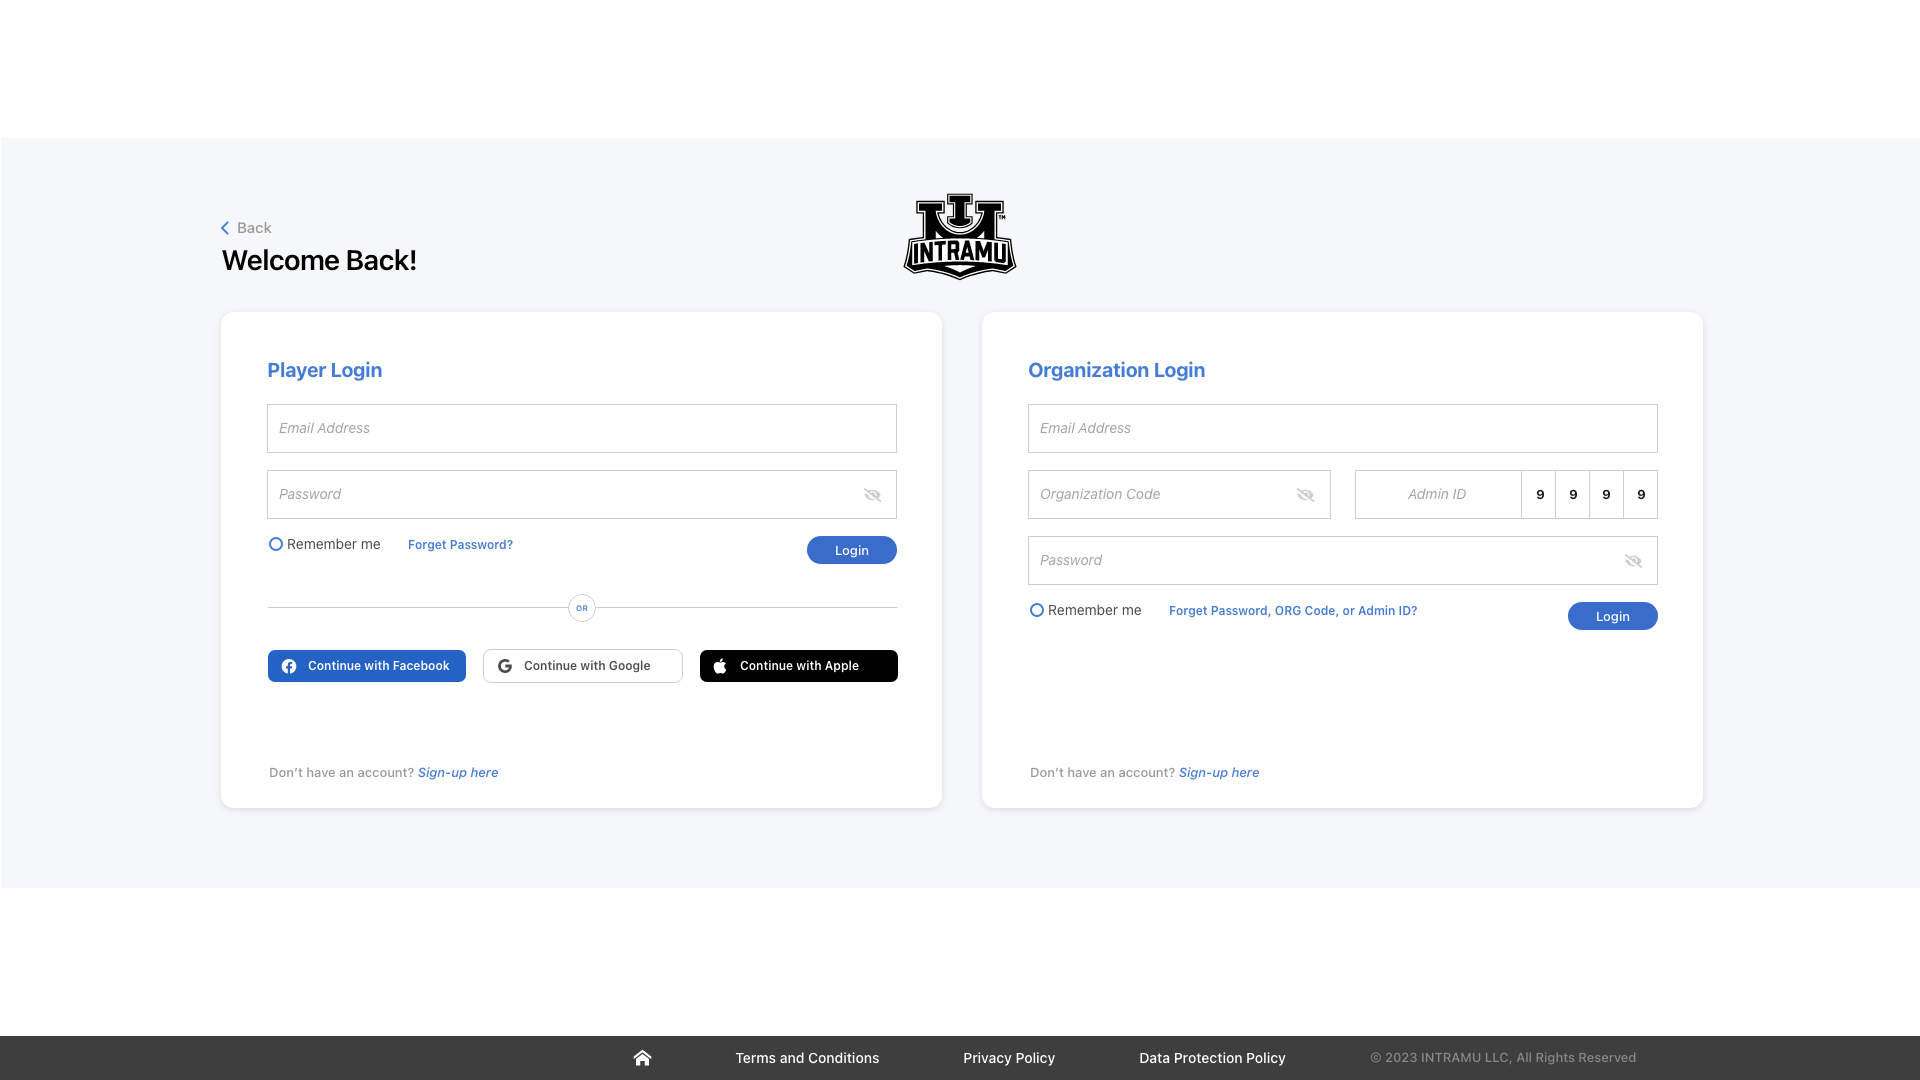 Back
Welcome Back!
IU
TM
INTRAMU
Player Login
Email Address
Password
Remember me
Forget Password?
Login
OR
Continue with Facebook
Continue with Google
Continue with Apple
Don't have an account? Sign-up here
Organization Login
Email Address
Organization Code
Admin ID
9 9 9 9
Password
Remember me
Forget Password, ORG Code, or Admin ID?
Login
Don't have an account? Sign-up here
Terms and Conditions
Privacy Policy
Data Protection Policy
© 2023 INTRAMU LLC, All Rights Reserved